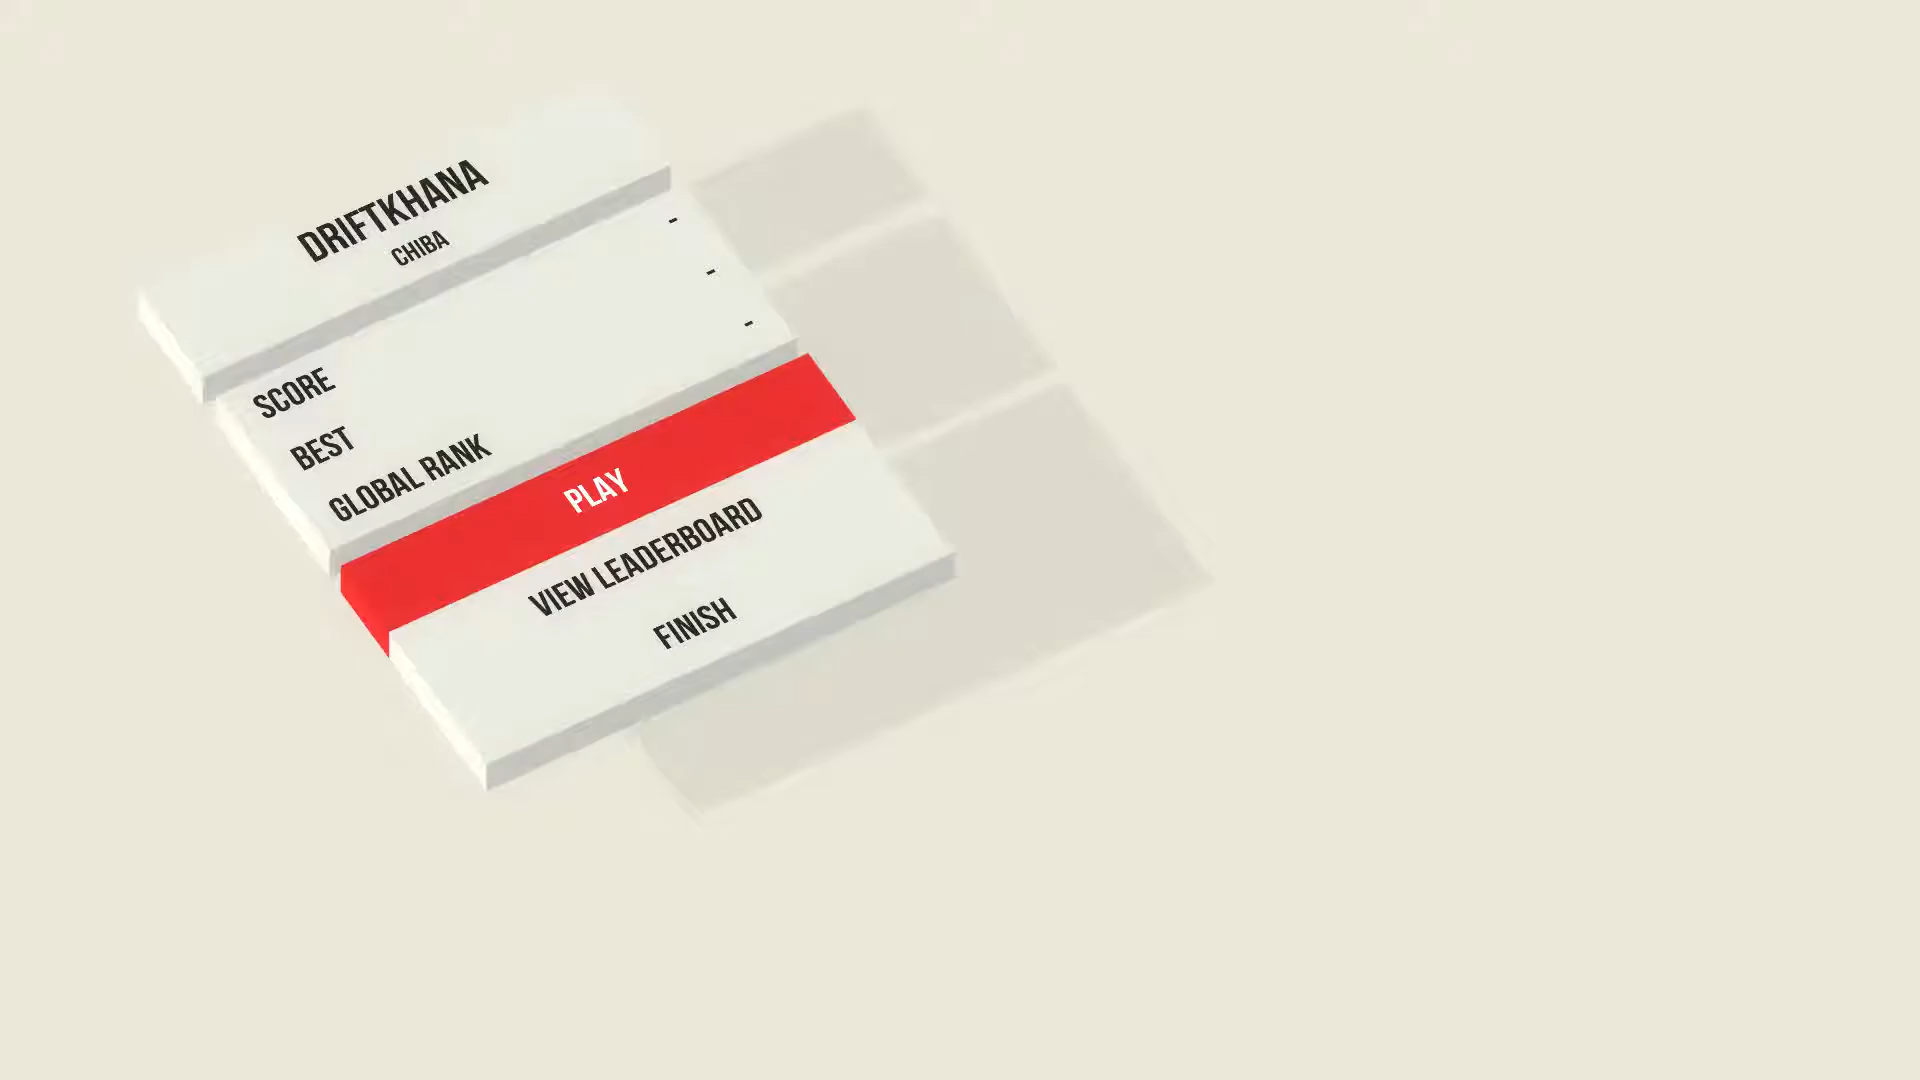 DRIFTKHANA
CHIBA
SCORE -
BEST -
GLOBAL RANK -
PLAY
VIEW LEADERBOARD
FINISH